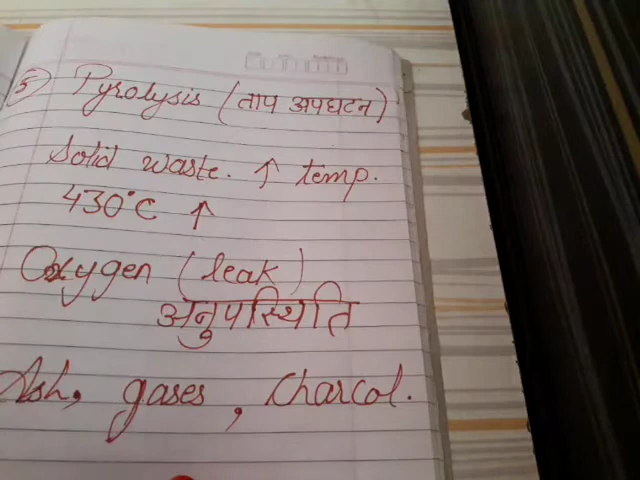 5 Pyrolysis (ताप अपघटन)
Solid waste. ↑ temp.
430°C ↑
Oxygen (leak)
अनुपस्थिति
Ash, gases, Charcol.